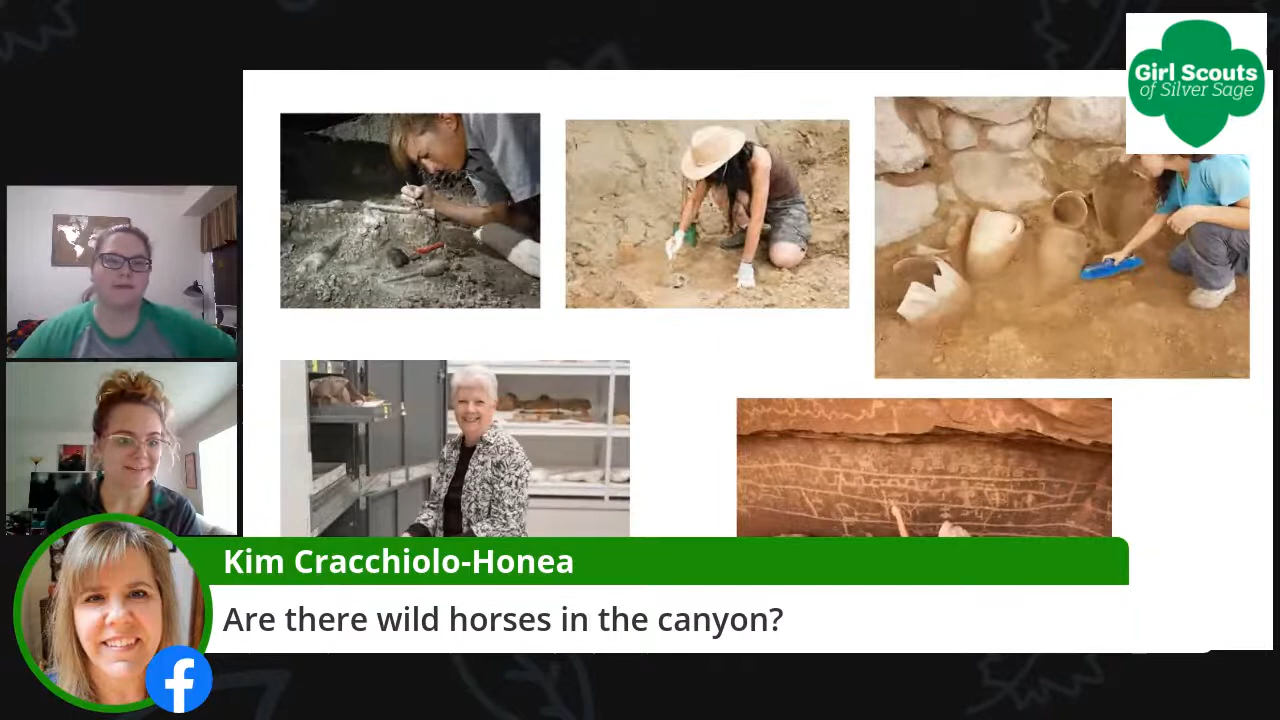 Girl Scouts
of Silver Sage
Kim Cracchiolo-Honea
Are there wild horses in the canyon?